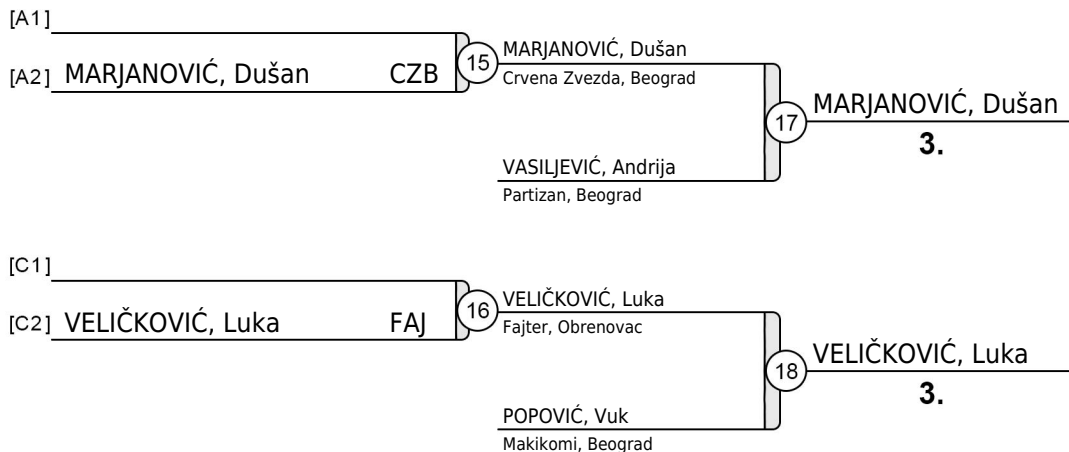 [A1]
[A2] MARJANOVIĆ, Dušan CZB
15
MARJANOVIĆ, Dušan
Crvena Zvezda, Beograd
17
MARJANOVIĆ, Dušan
3.
VASILJEVIĆ, Andrija
Partizan, Beograd
[C1]
[C2] VELIČKOVIĆ, Luka FAJ
16
VELIČKOVIĆ, Luka
Fajter, Obrenovac
18
VELIČKOVIĆ, Luka
3.
POPOVIĆ, Vuk
Makikomi, Beograd